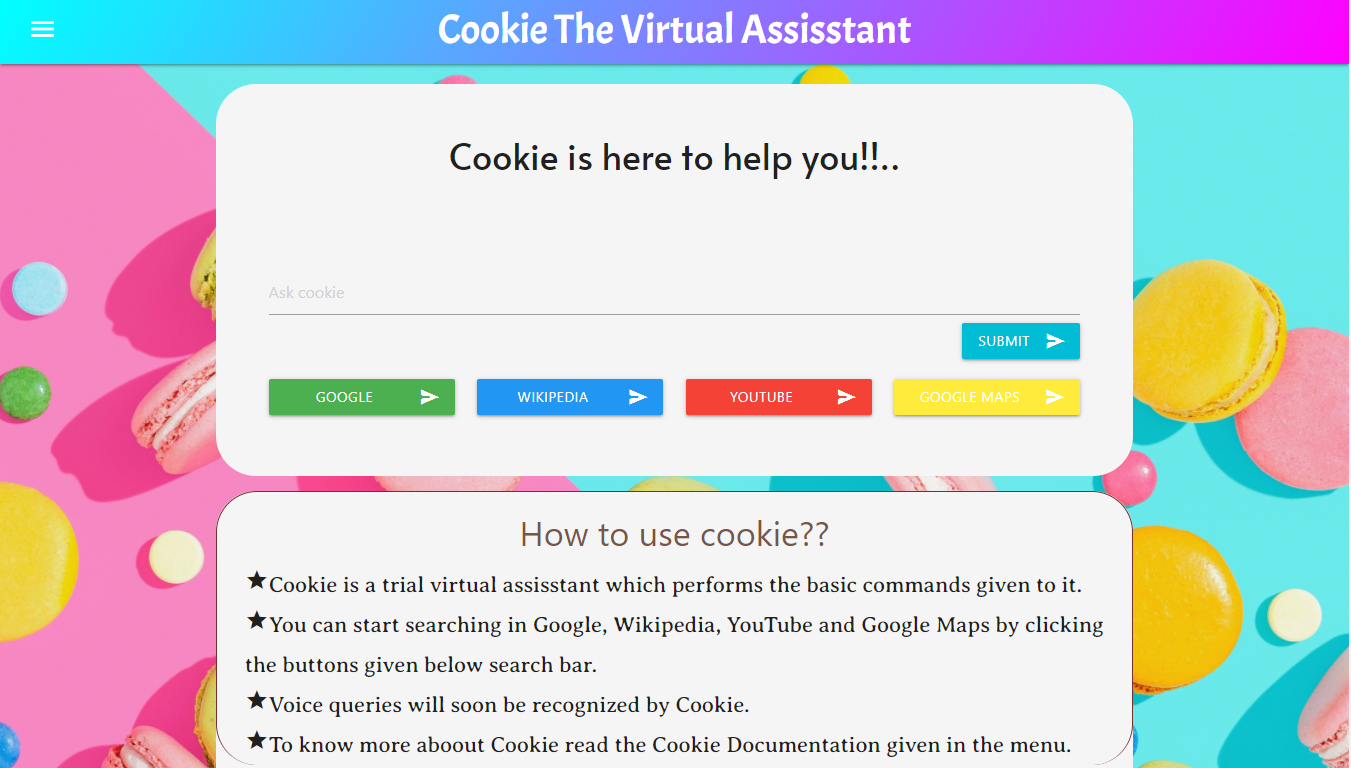 Cookie The Virtual Assisstant
Cookie is here to help you!!..
Ask cookie
SUBMIT
GOOGLE
WIKIPEDIA
YOUTUBE
GOOGLE MAPS
How to use cookie??
Cookie is a trial virtual assisstant which performs the basic commands given to it.
You can start searching in Google, Wikipedia, YouTube and Google Maps by clicking
the buttons given below search bar.
Voice queries will soon be recognized by Cookie.
To know more aboout Cookie read the Cookie Documentation given in the menu.